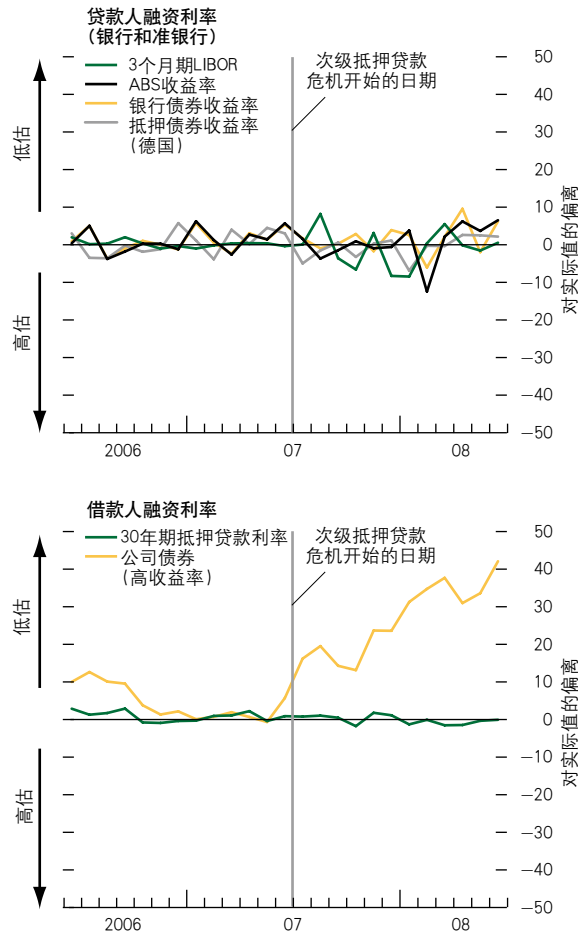 贷款人融资利率
（银行和准银行）
3个月期LIBOR
ABS收益率
银行债券收益率
抵押债券收益率
(德国)
次级抵押贷款
危机开始的日期
低估
高估
50
40
30
20
10
0
−10
−20
−30
−40
−50
对实际值的偏离
2006
07
08
借款人融资利率
30年期抵押贷款利率
公司债券
(高收益率)
次级抵押贷款
危机开始的日期
低估
高估
50
40
30
20
10
0
−10
−20
−30
−40
−50
对实际值的偏离
2006
07
08